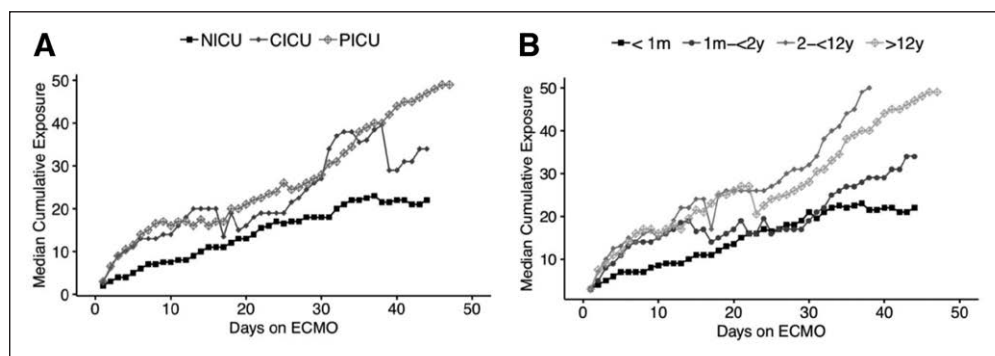 A
NICU CICU PICU
Median Cumulative Exposure
50
40
30
20
10
0
0 10 20 30 40 50
Days on ECMO
B
< 1m 1m-<2y 2-<12y >12y
Median Cumulative Exposure
50
40
30
20
10
0 10 20 30 40 50
Days on ECMO